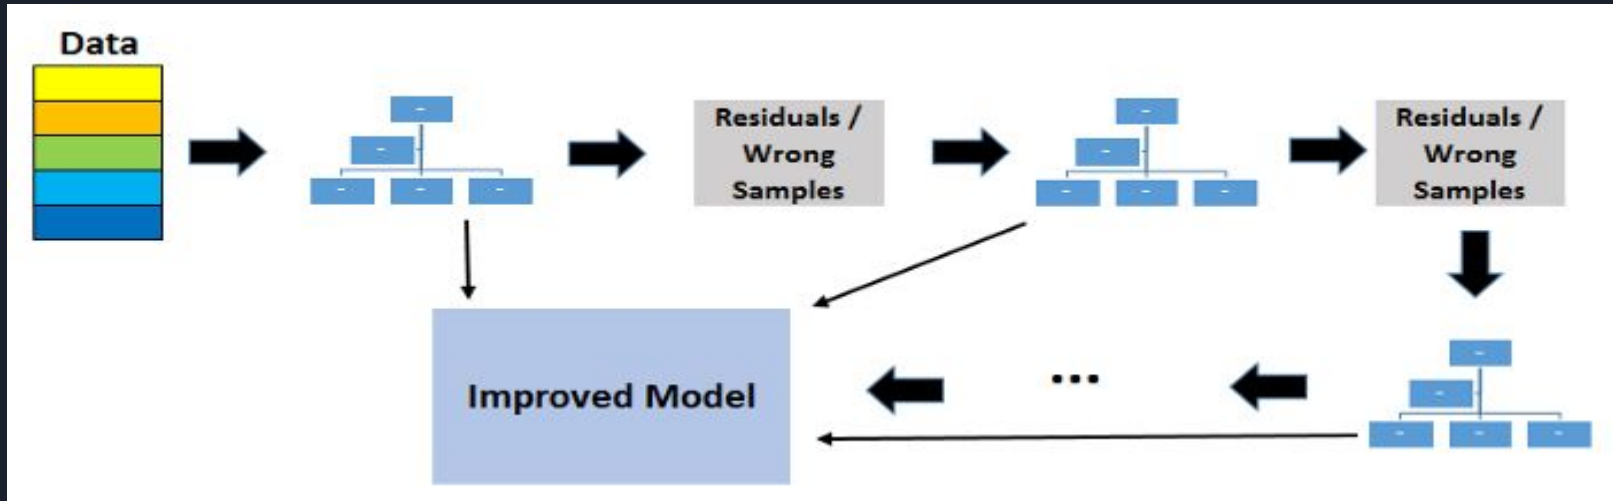 Data
Residuals /
Wrong
Samples
Residuals /
Wrong
Samples
Improved Model
...